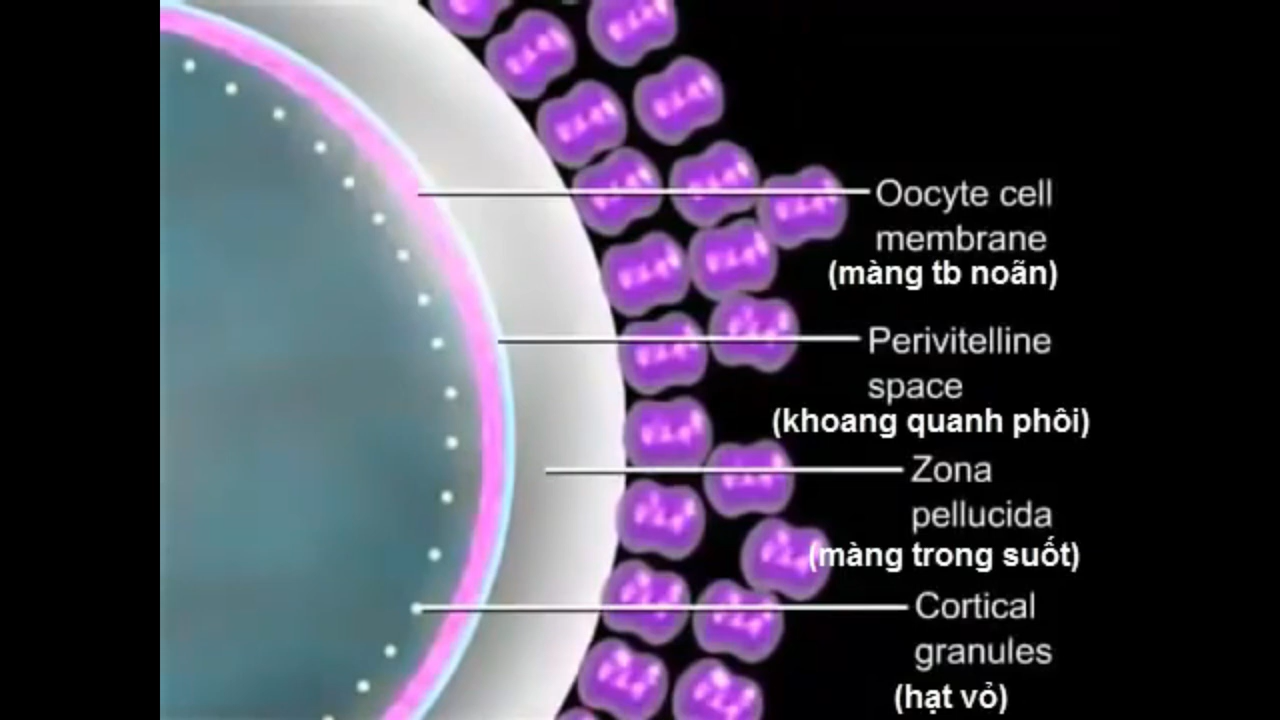 Oocyte cell
membrane
(màng tb noãn)
Perivitelline
space
(khoang quanh phôi)
Zona
pellucida
(màng trong suốt)
Cortical
granules
(hạt vỏ)